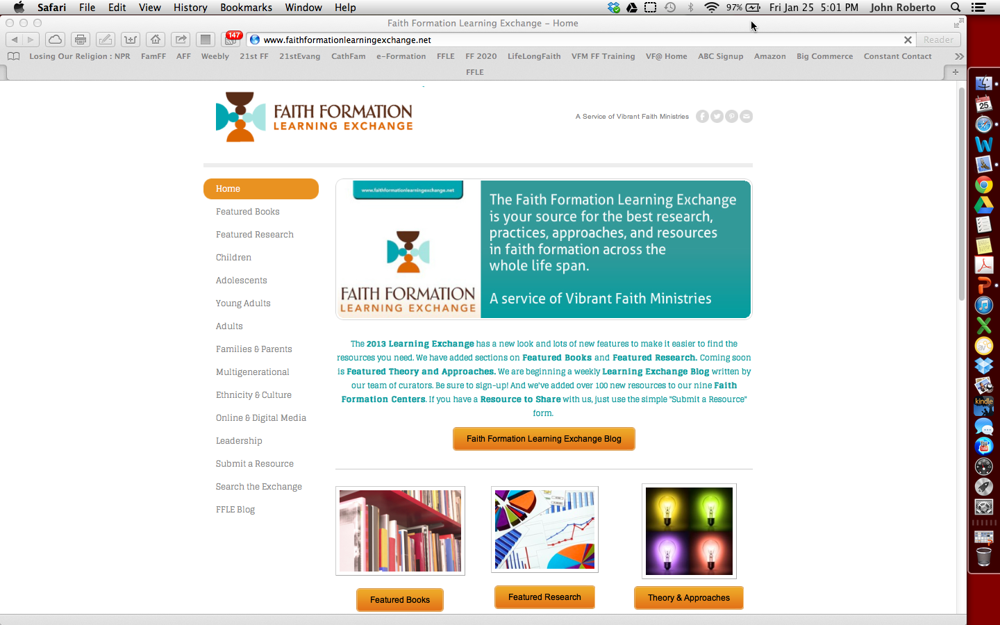 Safari File Edit View History Bookmarks Window Help 97% Fri Jan 25 5:01 PM John Roberto
Faith Formation Learning Exchange – Home
147
www.faithformationlearningexchange.net
Reader
Losing Our Religion : NPR FamFF AFF Weebly 21st FF 21stEvang CathFam e-Formation FFLE FF 2020 LifeLongFaith VFM FF Training VF@ Home ABC Signup Amazon Big Commerce Constant Contact
FFLE
FAITH FORMATION
LEARNING EXCHANGE
A Service of Vibrant Faith Ministries
Home
Featured Books
Featured Research
Children
Adolescents
Young Adults
Adults
Families & Parents
Multigenerational
Ethnicity & Culture
Online & Digital Media
Leadership
Submit a Resource
Search the Exchange
FFLE Blog
www.faithformationlearningexchange.net
FAITH FORMATION
LEARNING EXCHANGE
The Faith Formation Learning Exchange
is your source for the best research,
practices, approaches, and resources
in faith formation across the
whole life span.
A service of Vibrant Faith Ministries
The 2013 Learning Exchange has a new look and lots of new features to make it easier to find the
resources you need. We have added sections on Featured Books and Featured Research. Coming soon
is Featured Theory and Approaches. We are beginning a weekly Learning Exchange Blog written by
our team of curators. Be sure to sign-up! And we've added over 100 new resources to our nine Faith
Formation Centers. If you have a Resource to Share with us, just use the simple "Submit a Resource"
form.
Faith Formation Learning Exchange Blog
Featured Books
Featured Research
Theory & Approaches
25
kindle